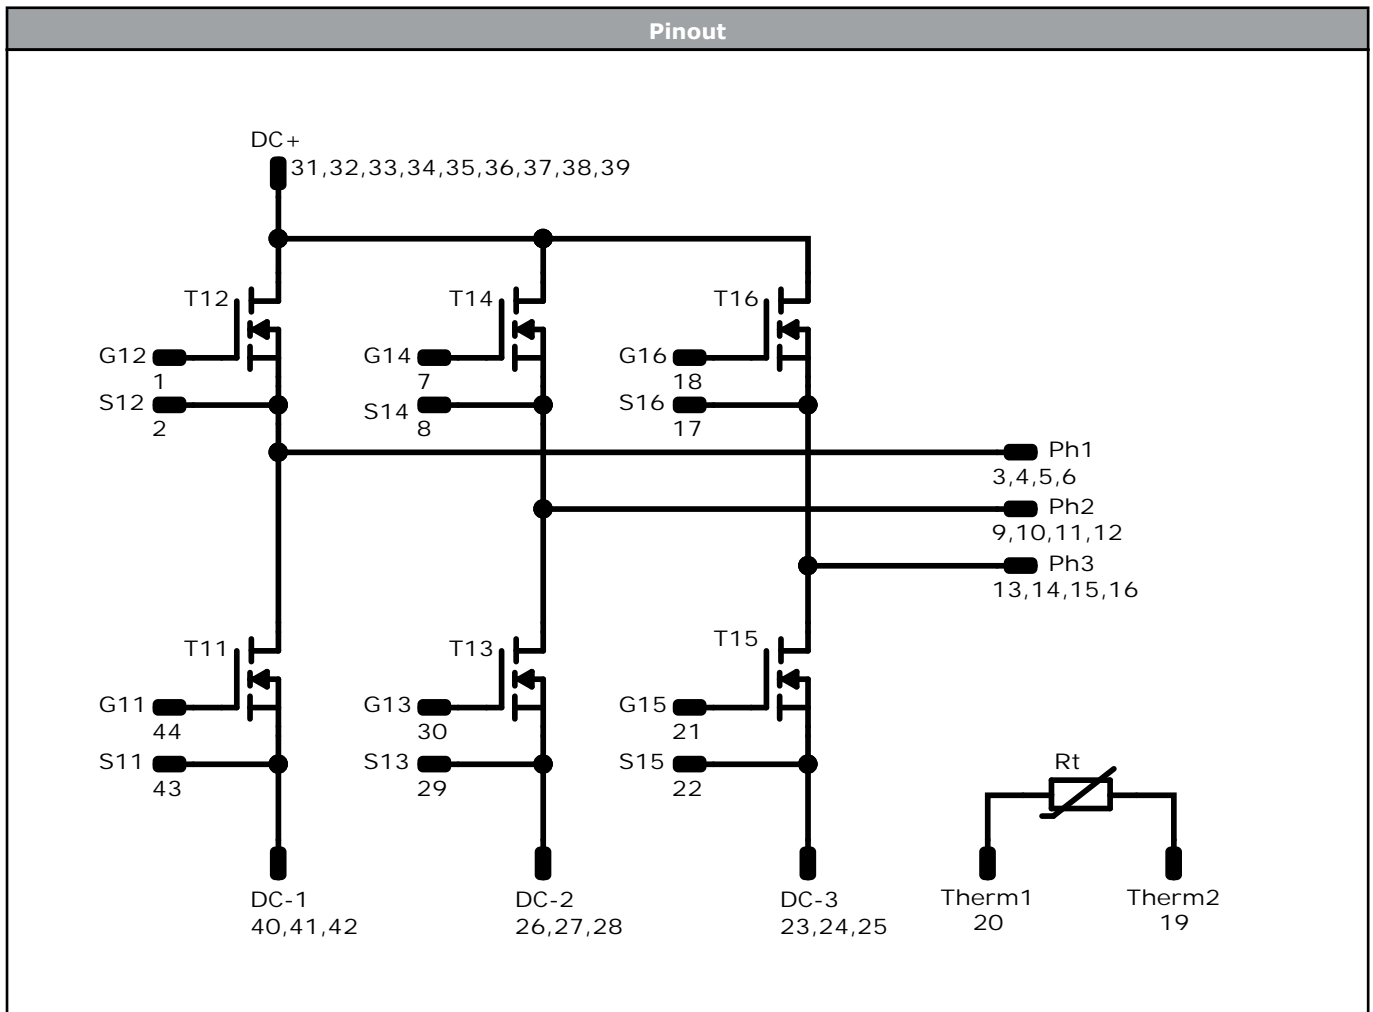 Pinout
DC+
31,32,33,34,35,36,37,38,39
T12
T14
T16
G12
G14
G16
1
7
18
S12
S14
S16
2
8
17
Ph1
3,4,5,6
Ph2
9,10,11,12
Ph3
13,14,15,16
T11
T13
T15
G11
G13
G15
44
30
21
S11
S13
S15
43
29
22
Rt
DC-1
DC-2
DC-3
Therm1
Therm2
40,41,42
26,27,28
23,24,25
20
19